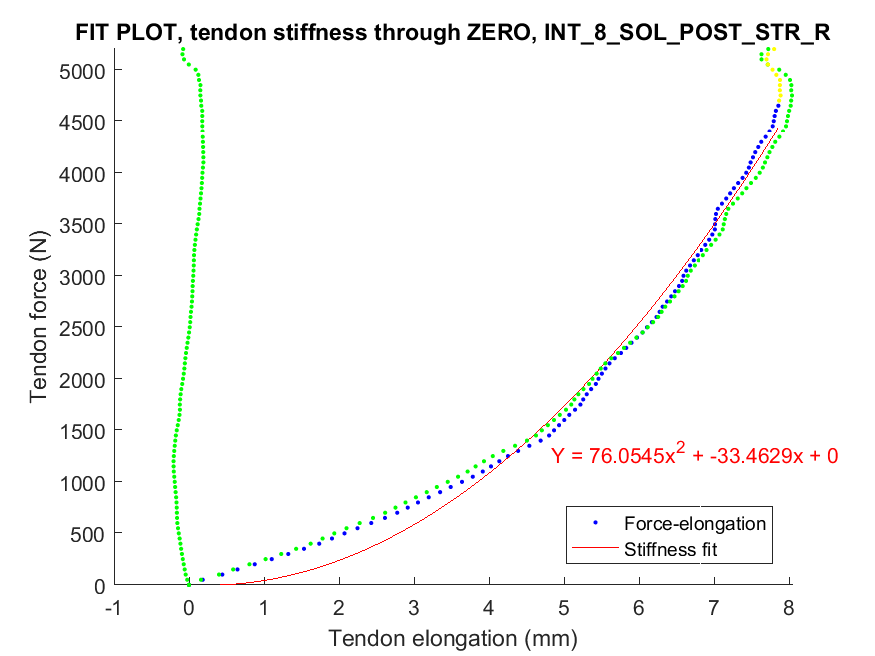 FIT PLOT, tendon stiffness through ZERO, INT_8_SOL_POST_STR_R
5000
4500
4000
3500
3000
2500
2000
1500
1000
500
0
Tendon force (N)
Y = 76.0545x² + -33.4629x + 0
Force-elongation
Stiffness fit
-1 0 1 2 3 4 5 6 7 8
Tendon elongation (mm)